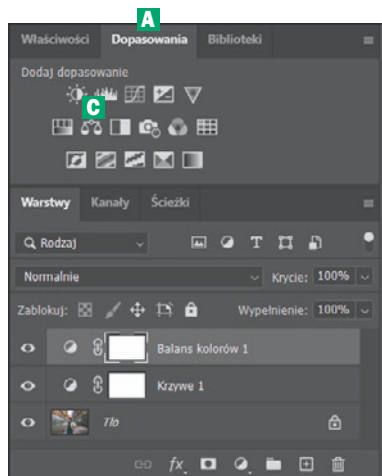 A
Właściwości Dopasowania Biblioteki
Dodaj dopasowanie
C
Warstwy Kanały Ścieżki
Rodzaj T
Normalnie Krycie: 100%
Zablokuj: Wypełnienie: 100%
Balans kolorów 1
Krzywe 1
Tło
fx